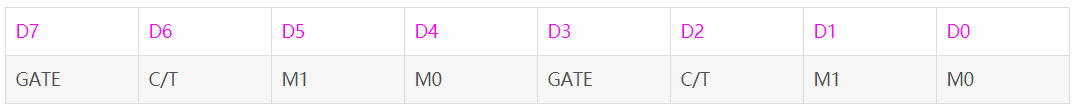 D7 D6 D5 D4 D3 D2 D1 D0
GATE C/T M1 M0 GATE C/T M1 M0